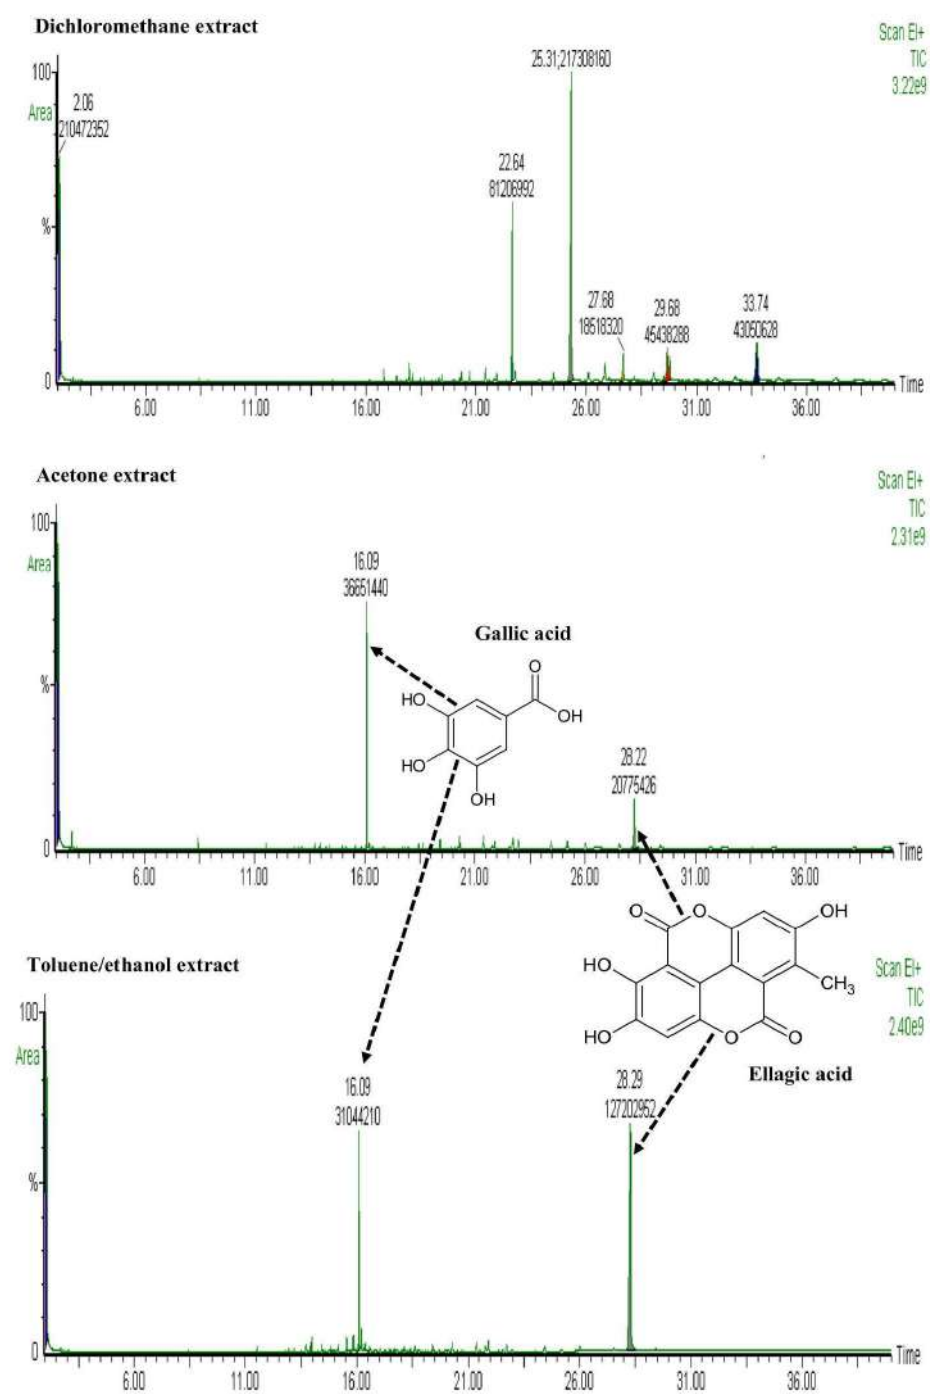 Dichloromethane extract
Scan EI+
TIC
3.22e9
100
Area
%
0
2.06
210472352
22.64
81206992
25.31;217308160
27.68
18518320
29.68
45438288
33.74
43050628
Time
6.00 11.00 16.00 21.00 26.00 31.00 36.00
Acetone extract
Scan EI+
TIC
2.31e9
100
Area
%
0
16.09
36651440
Gallic acid
O
HO
OH
HO
OH
28.22
20775426
Time
6.00 11.00 16.00 21.00 26.00 31.00 36.00
O
O
OH
HO
CH3
HO
O
O
Ellagic acid
Toluene/ethanol extract
Scan EI+
TIC
2.40e9
100
Area
%
0
16.09
31044210
28.29
127202952
Time
6.00 11.00 16.00 21.00 26.00 31.00 36.00